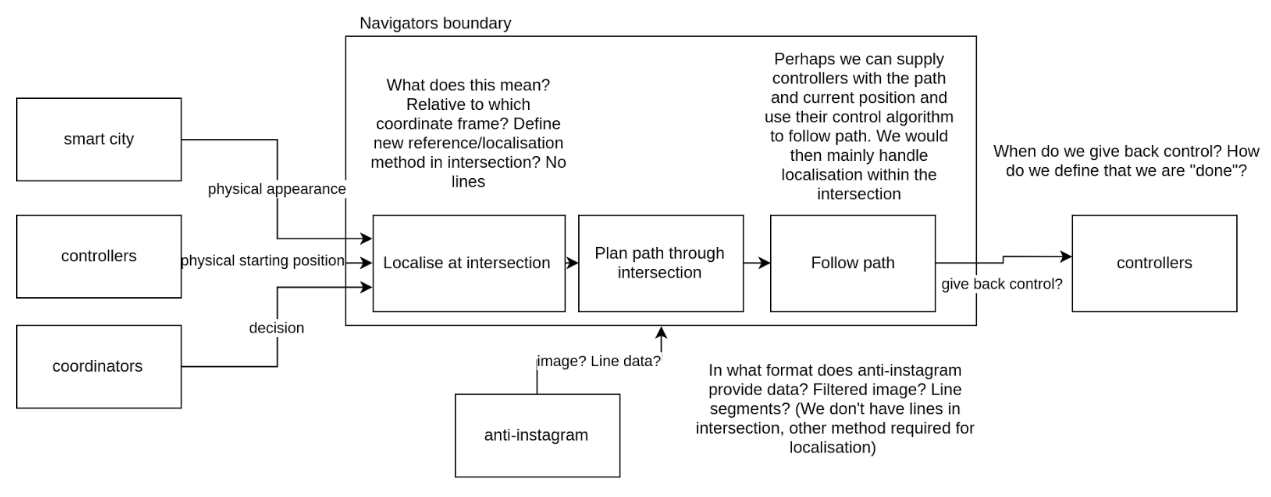 Navigators boundary
What does this mean?
Relative to which
coordinate frame? Define
new reference/localisation
method in intersection? No
lines
Perhaps we can supply
controllers with the path
and current position and
use their control algorithm
to follow path. We would
then mainly handle
localisation within the
intersection
When do we give back control? How
do we define that we are "done"?
smart city
physical appearance
controllers
physical starting position
Localise at intersection
Plan path through
intersection
Follow path
give back control?
controllers
decision
coordinators
image? Line data?
anti-instagram
In what format does anti-instagram
provide data? Filtered image? Line
segments? (We don't have lines in
intersection, other method required for
localisation)